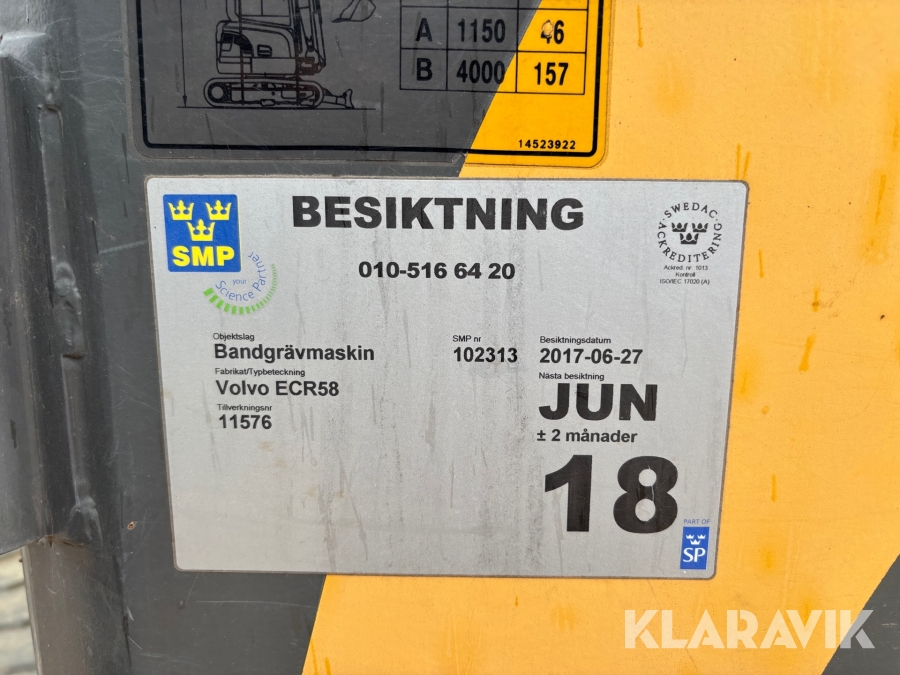 A 1150 46
B 4000 157
14523922
BESIKTNING
010-516 64 20
SMP
your
Science Partner
SWEDAC
ACKREDITERING
Ackred. nr. 1013
Kontroll
ISO/IEC 17020 (A)
Objektslag
Bandgrävmaskin
Fabrikat/Typbeteckning
Volvo ECR58
Tillverkningsnr
11576
SMP nr
102313
Besiktningsdatum
2017-06-27
Nästa besiktning
JUN
± 2 månader
18
PART OF
SP
KLARAVIK